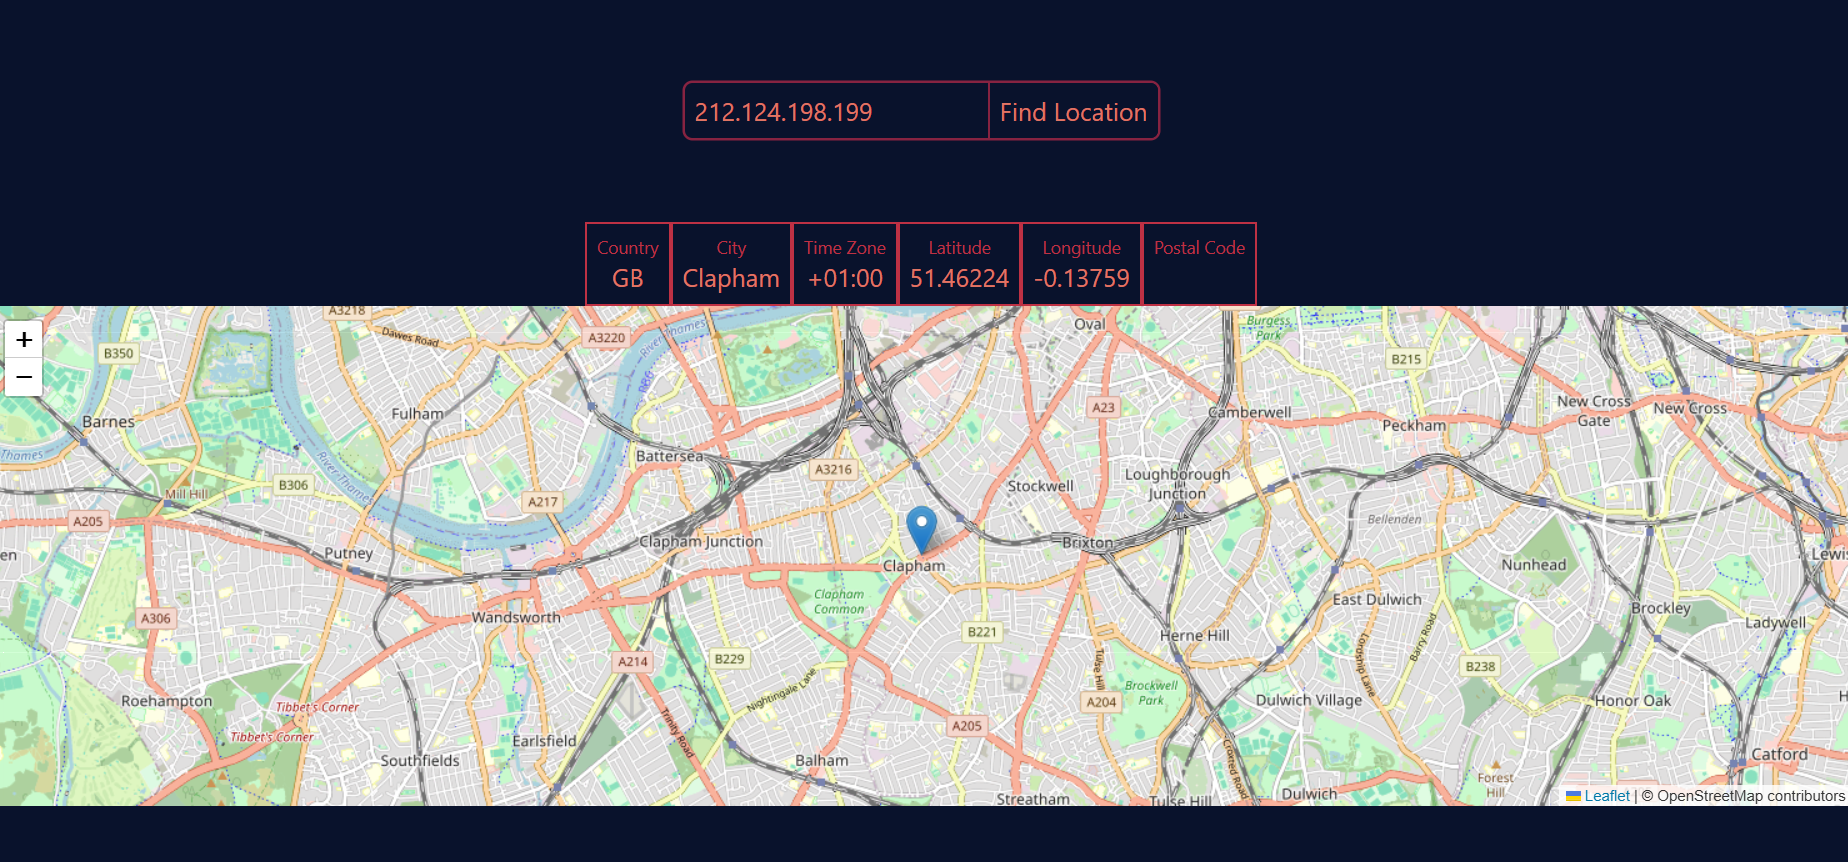 212.124.198.199 Find Location
Country City Time Zone Latitude Longitude Postal Code
GB Clapham +01:00 51.46224 -0.13759
+
−
A3218
Dawes Road
A3220
River Thames
Oval
Burgess
Park
B350
B215
Barnes
Fulham
A23
Camberwell
New Cross
Gate
New Cross
Peckham
Thames
Battersea
A3216
Loughborough
Junction
Mill Hill
B306
River Thames
A217
Stockwell
A205
Bellenden
Putney
Clapham Junction
Brixton
Clapham
Nunhead
Lewis
en
Clapham
Common
East Dulwich
Brockley
A306
Wandsworth
B221
Herne Hill
Barry Road
Ladywell
A214
B229
Nightingale Lane
Tulse Hill
Lordship Lane
B238
Roehampton
Tibbet's Corner
Tibbet's Corner
Brockwell
Park
A204
Dulwich Village
Honor Oak
H
Trinity Road
A205
Earlsfield
Southfields
Balham
Croxted Road
Catford
Forest
Hill
Streatham
Tulse Hill
Dulwich
Leaflet | © OpenStreetMap contributors